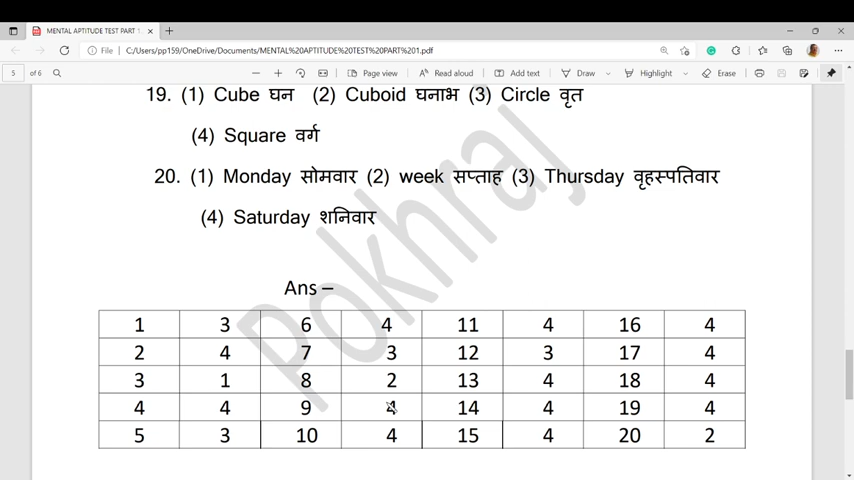 MENTAL APTITUDE TEST PART 1.
File C:/Users/pp159/OneDrive/Documents/MENTAL%20APTITUDE%20TEST%20PART%201.pdf
5 of 6 Page view Read aloud Add text Draw Highlight Erase
19. (1) Cube घन (2) Cuboid घनाभ (3) Circle वृत
(4) Square वर्ग
20. (1) Monday सोमवार (2) week सप्ताह (3) Thursday वृहस्पतिवार
(4) Saturday शनिवार
Pokhraj
Ans –
1 3 6 4 11 4 16 4
2 4 7 3 12 3 17 4
3 1 8 2 13 4 18 4
4 4 9 4 14 4 19 4
5 3 10 4 15 4 20 2